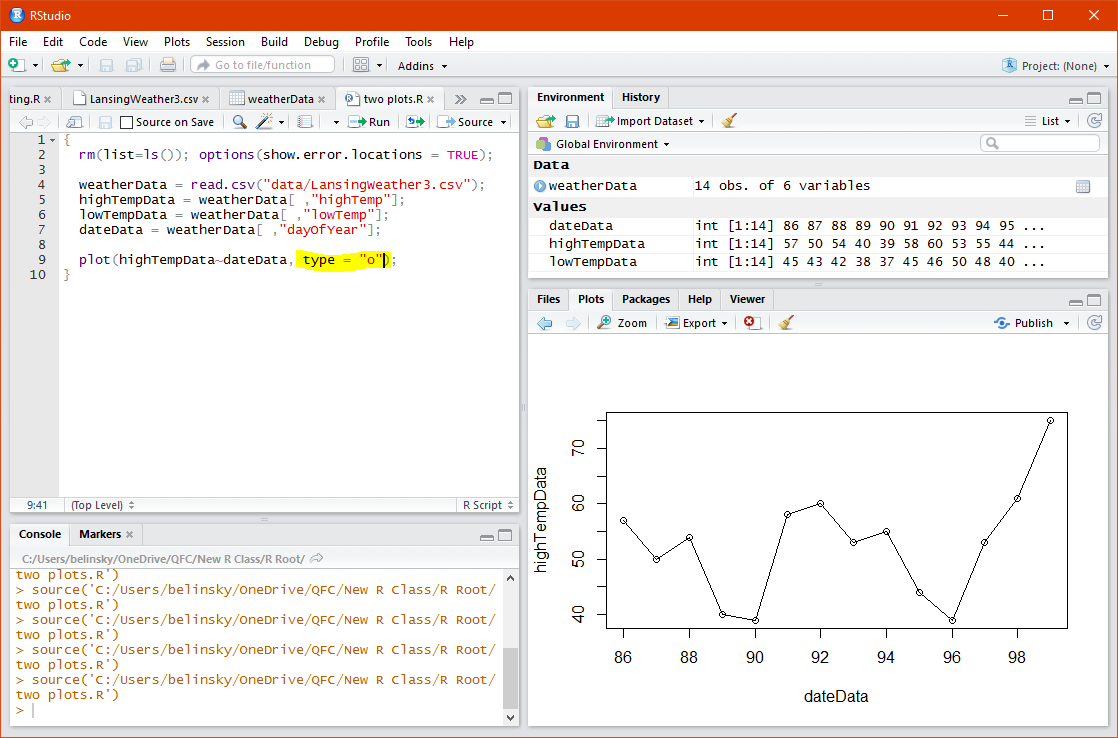 RStudio
File Edit Code View Plots Session Build Debug Profile Tools Help
Go to file/function Addins Project: (None)
ting.R LansingWeather3.csv weatherData two plots.R
Source on Save Run Source
1 {
2 rm(list=ls()); options(show.error.locations = TRUE);
3
4 weatherData = read.csv("data/LansingWeather3.csv");
5 highTempData = weatherData[ ,"highTemp"];
6 lowTempData = weatherData[ ,"lowTemp"];
7 dateData = weatherData[ ,"dayOfYear"];
8
9 plot(highTempData~dateData, type = "o");
10 }
9:41 (Top Level) R Script
Console Markers
C:/Users/belinsky/OneDrive/QFC/New R Class/R Root/
two plots.R')
> source('C:/Users/belinsky/OneDrive/QFC/New R Class/R Root/
two plots.R')
> source('C:/Users/belinsky/OneDrive/QFC/New R Class/R Root/
two plots.R')
> source('C:/Users/belinsky/OneDrive/QFC/New R Class/R Root/
two plots.R')
> source('C:/Users/belinsky/OneDrive/QFC/New R Class/R Root/
two plots.R')
>
Environment History
Import Dataset List
Global Environment
Data
weatherData 14 obs. of 6 variables
Values
dateData int [1:14] 86 87 88 89 90 91 92 93 94 95 ...
highTempData int [1:14] 57 50 54 40 39 58 60 53 55 44 ...
lowTempData int [1:14] 45 43 42 38 37 45 46 50 48 40 ...
Files Plots Packages Help Viewer
Zoom Export Publish
highTempData
70
60
50
40
86 88 90 92 94 96 98
dateData